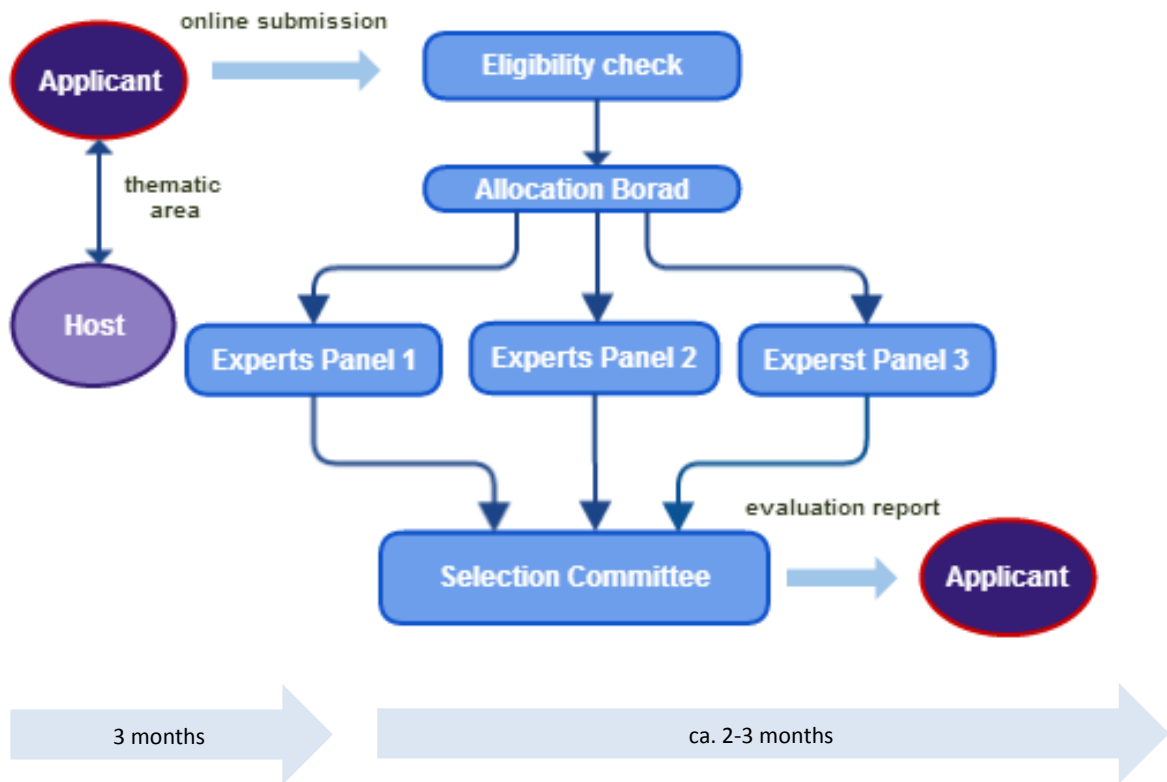 online submission
Applicant
Eligibility check
thematic
area
Allocation Borad
Host
Experts Panel 1
Experts Panel 2
Experst Panel 3
evaluation report
Selection Committee
Applicant
3 months
ca. 2-3 months